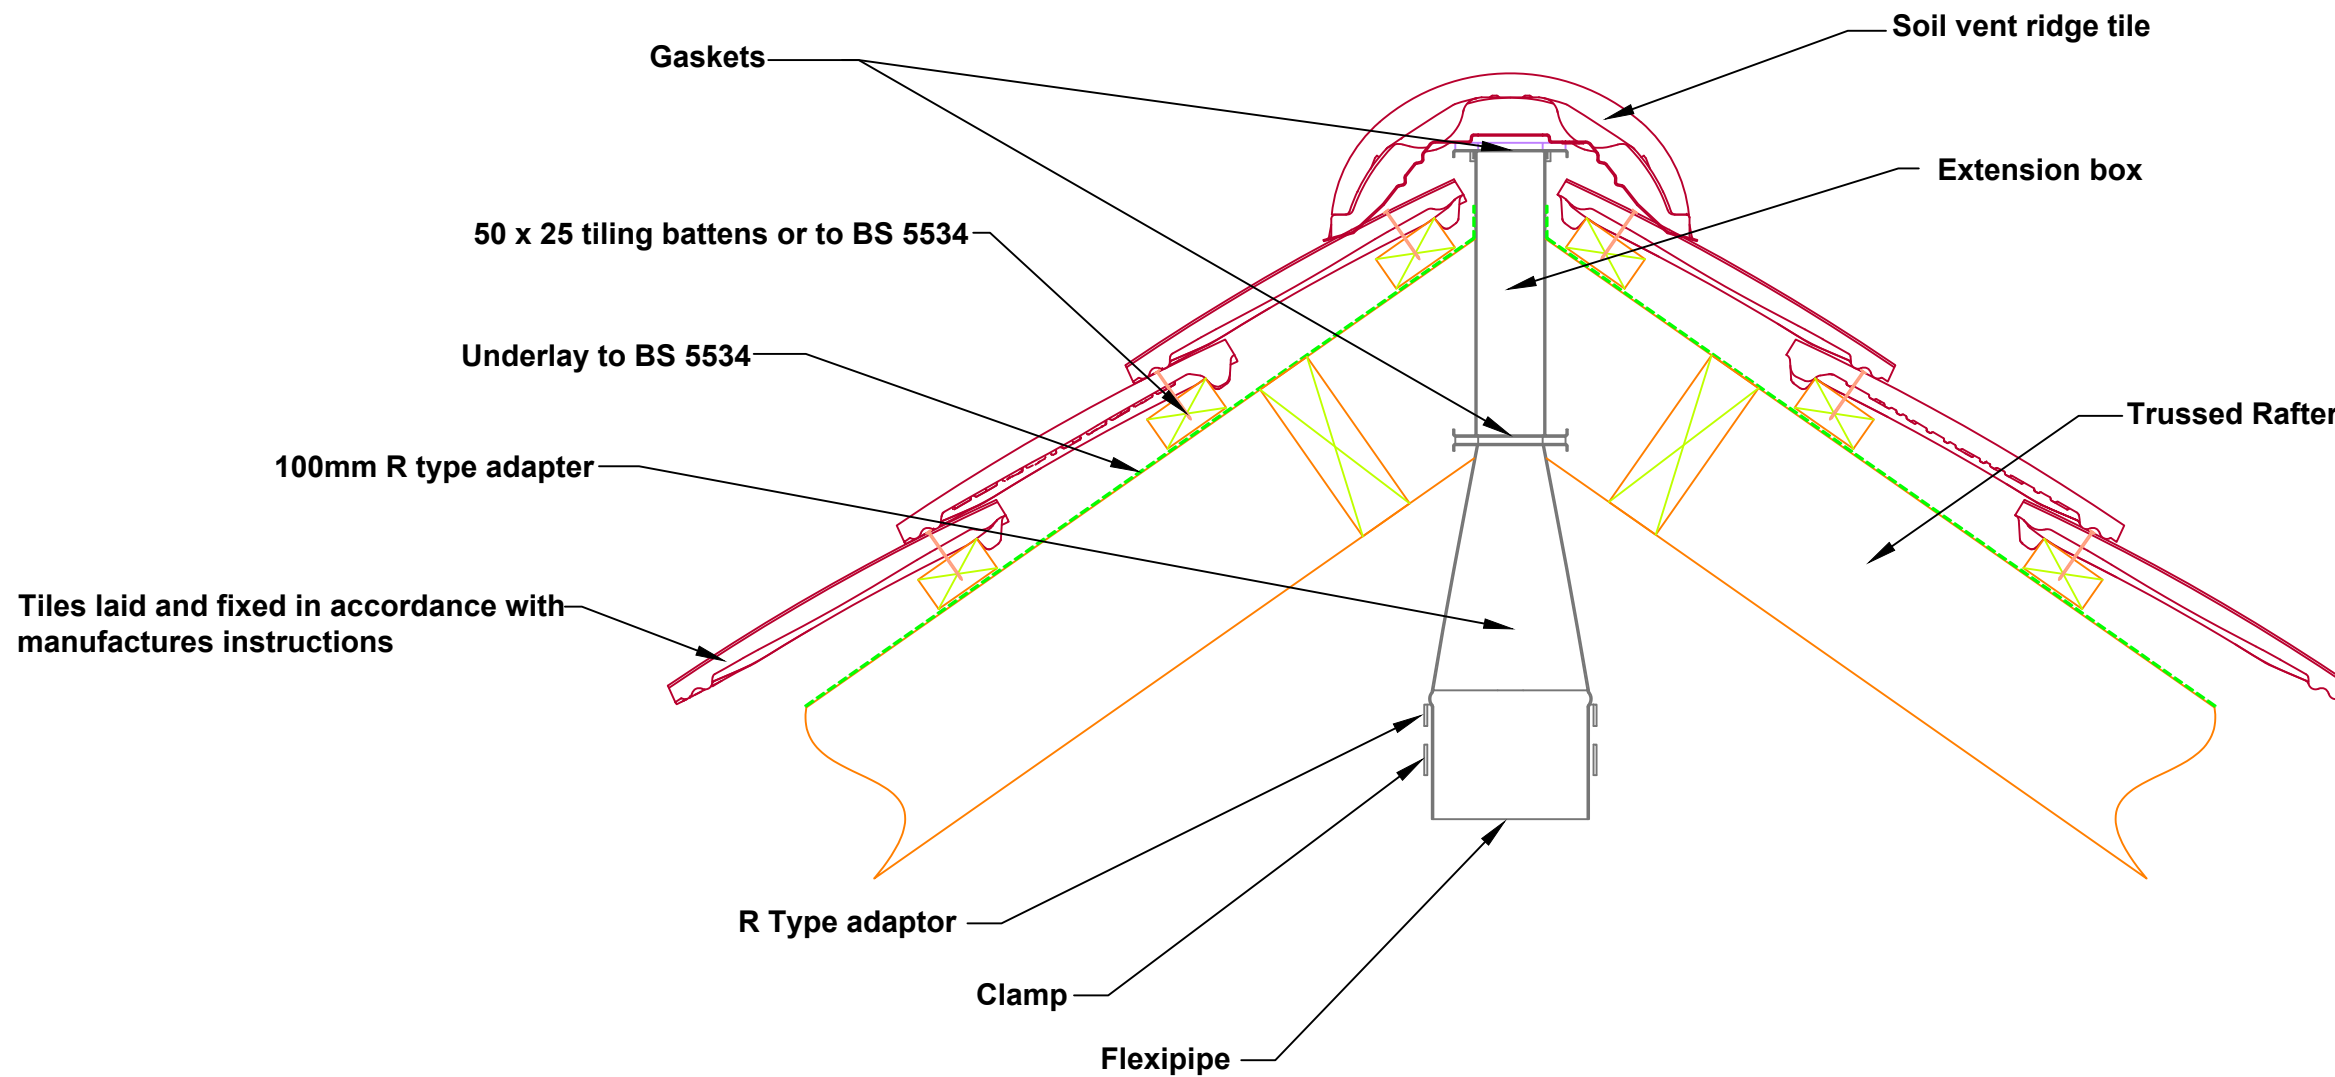 Soil vent ridge tile
Gaskets
Extension box
50 x 25 tiling battens or to BS 5534
Underlay to BS 5534
Trussed Rafter
100mm R type adapter
Tiles laid and fixed in accordance with
manufactures instructions
R Type adaptor
Clamp
Flexipipe